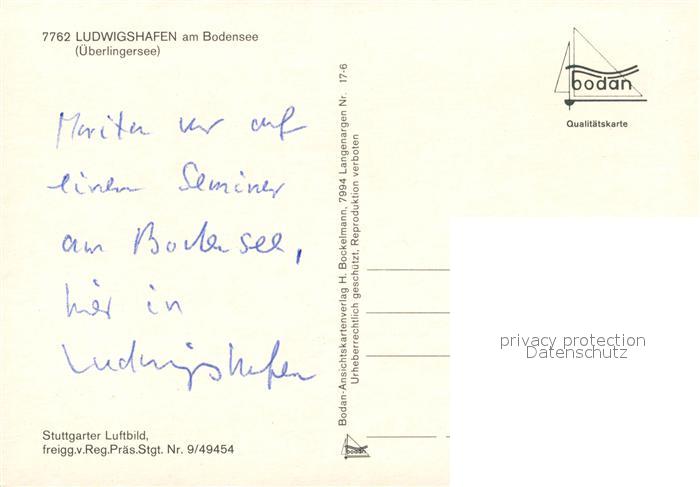 7762 LUDWIGSHAFEN am Bodensee
(Überlingersee)
Marita war auf
einem Seminar
am Bodensee,
hier in
Ludwigshafen
Stuttgarter Luftbild,
freigg.v.Reg.Präs.Stgt. Nr. 9/49454
Bodan-Ansichtskartenverlag H. Bockelmann, 7994 Langenargen Nr. 17-6
Urheberrechtlich geschützt, Reproduktion verboten
bodan
bodan
Qualitätskarte
privacy protection
Datenschutz